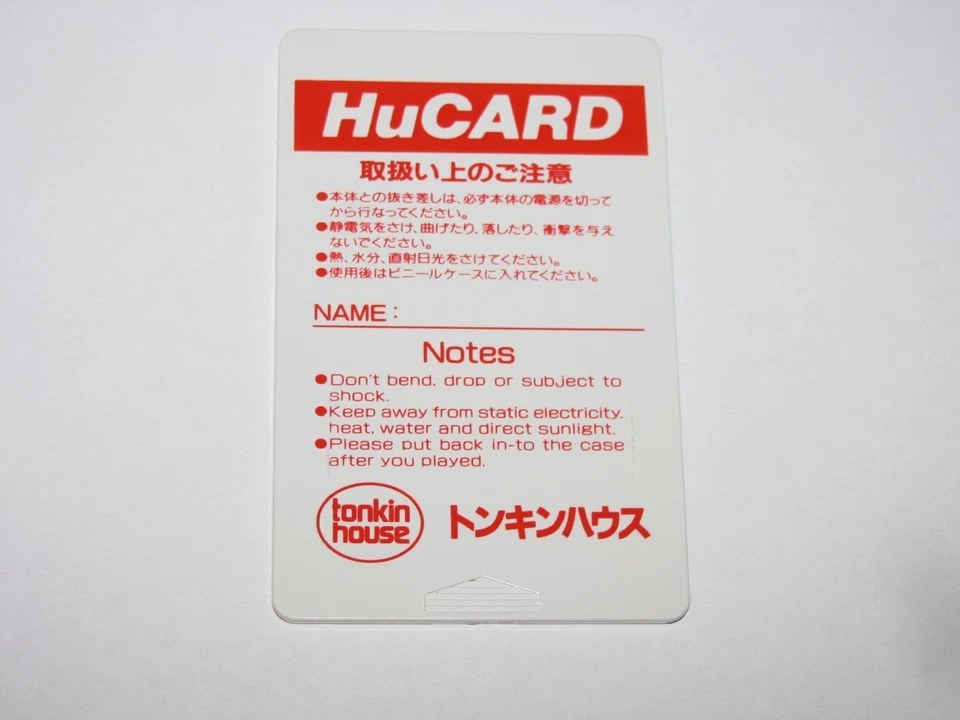 HuCARD
取扱い上のご注意
●本体との抜き差しは、必ず本体の電源を切って
から行なってください。
●静電気をさけ、曲げたり、落したり、衝撃を与え
ないでください。
●熱、水分、直射日光をさけてください。
●使用後はビニールケースに入れてください。
NAME:
Notes
●Don't bend, drop or subject to
shock.
●Keep away from static electricity,
heat, water and direct sunlight.
●Please put back in-to the case
after you played.
tonkin
house
トンキンハウス